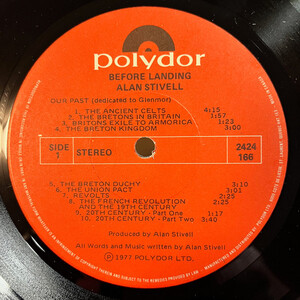 polydor
BEFORE LANDING
ALAN STIVELL
OUR PAST (dedicated to Glenmor)
1. THE ANCIENT CELTS 4:15
2. THE BRETONS IN BRITAIN 1:57
3. BRITONS EXILE TO ARMORICA 1:23
4. THE BRETON KINGDOM 3:00
SIDE 1 STEREO 2424 166
5. THE BRETON DUCHY 3:10
6. THE UNION PACT 3:01
7. REVOLTS 2:25
8. THE FRENCH REVOLUTION AND THE 19TH CENTURY 2:25
9. 20TH CENTURY - Part One
10. 20TH CENTURY - Part Two 3:40
Produced by Alan Stivell
All Words and Music written by Alan Stivell
℗1977 POLYDOR LTD.